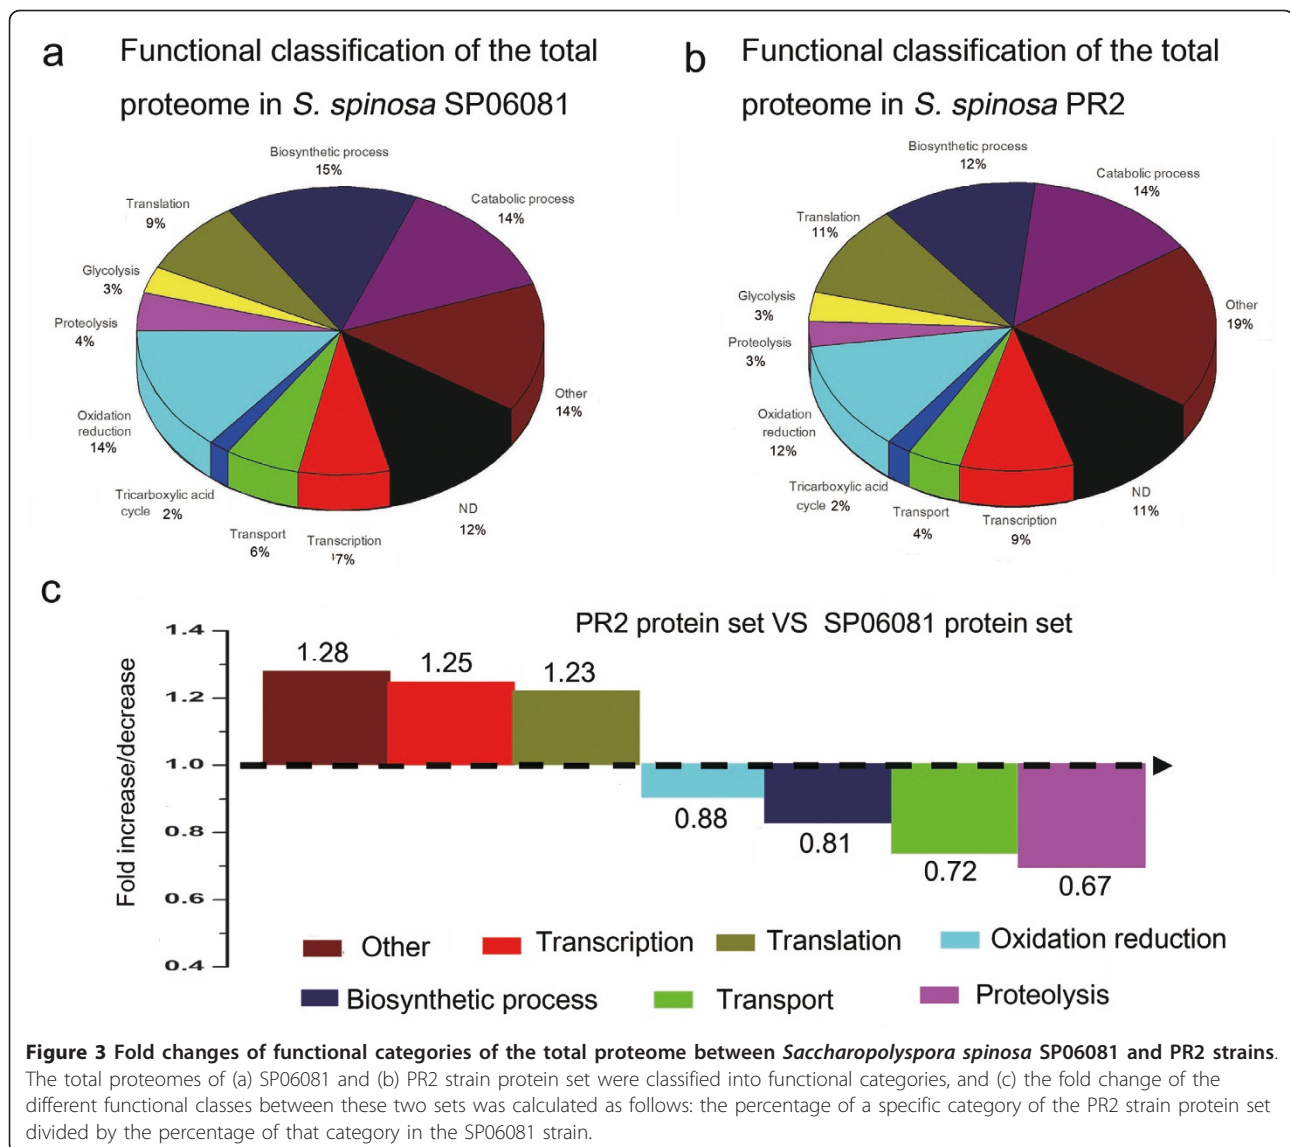 a Functional classification of the total
proteome in S. spinosa SP06081
Biosynthetic process
15%
Catabolic process
14%
Translation
9%
Glycolysis
3%
Proteolysis
4%
Other
14%
Oxidation
reduction
14%
Tricarboxylic acid
cycle 2%
Transport
6%
Transcription
7%
ND
12%
b Functional classification of the total
proteome in S. spinosa PR2
Biosynthetic process
12%
Catabolic process
14%
Translation
11%
Glycolysis
3%
Other
19%
Proteolysis
3%
Oxidation
reduction
12%
Tricarboxylic acid
cycle 2%
Transport
4%
Transcription
9%
ND
11%
c
PR2 protein set VS SP06081 protein set
Fold increase/decrease
1.4
1.2
1.0
0.8
0.6
0.4
1.28
1.25
1.23
0.88
0.81
0.72
0.67
Other Transcription Translation Oxidation reduction
Biosynthetic process Transport Proteolysis
Figure 3 Fold changes of functional categories of the total proteome between Saccharopolyspora spinosa SP06081 and PR2 strains.
The total proteomes of (a) SP06081 and (b) PR2 strain protein set were classified into functional categories, and (c) the fold change of the
different functional classes between these two sets was calculated as follows: the percentage of a specific category of the PR2 strain protein set
divided by the percentage of that category in the SP06081 strain.